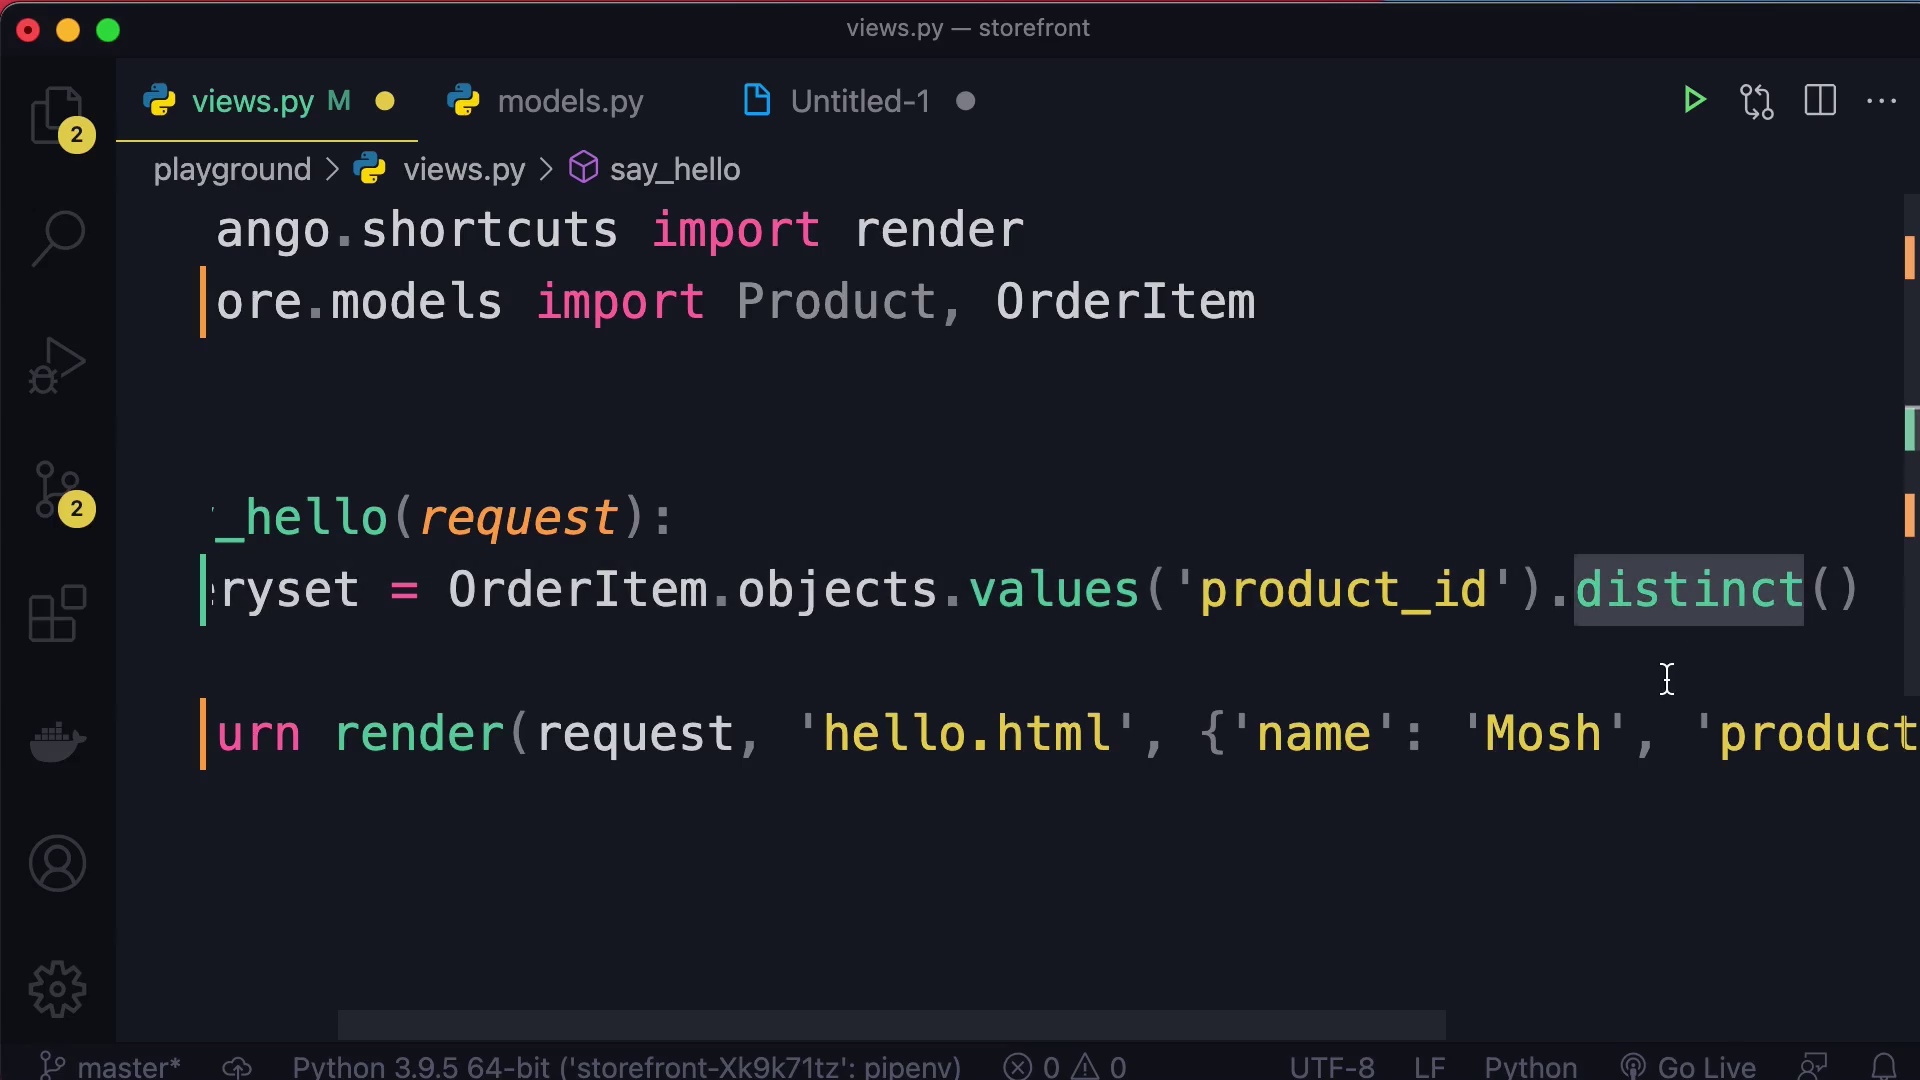 views.py — storefront
views.py M models.py Untitled-1
2
playground > views.py > say_hello
ango.shortcuts import render
ore.models import Product, OrderItem
_hello(request):
2
eryset = OrderItem.objects.values('product_id').distinct()
urn render(request, 'hello.html', {'name': 'Mosh', 'product
master* Python 3.9.5 64-bit ('storefront-Xk9k71tz': pipenv) 0 0 UTF-8 LF Python Go Live